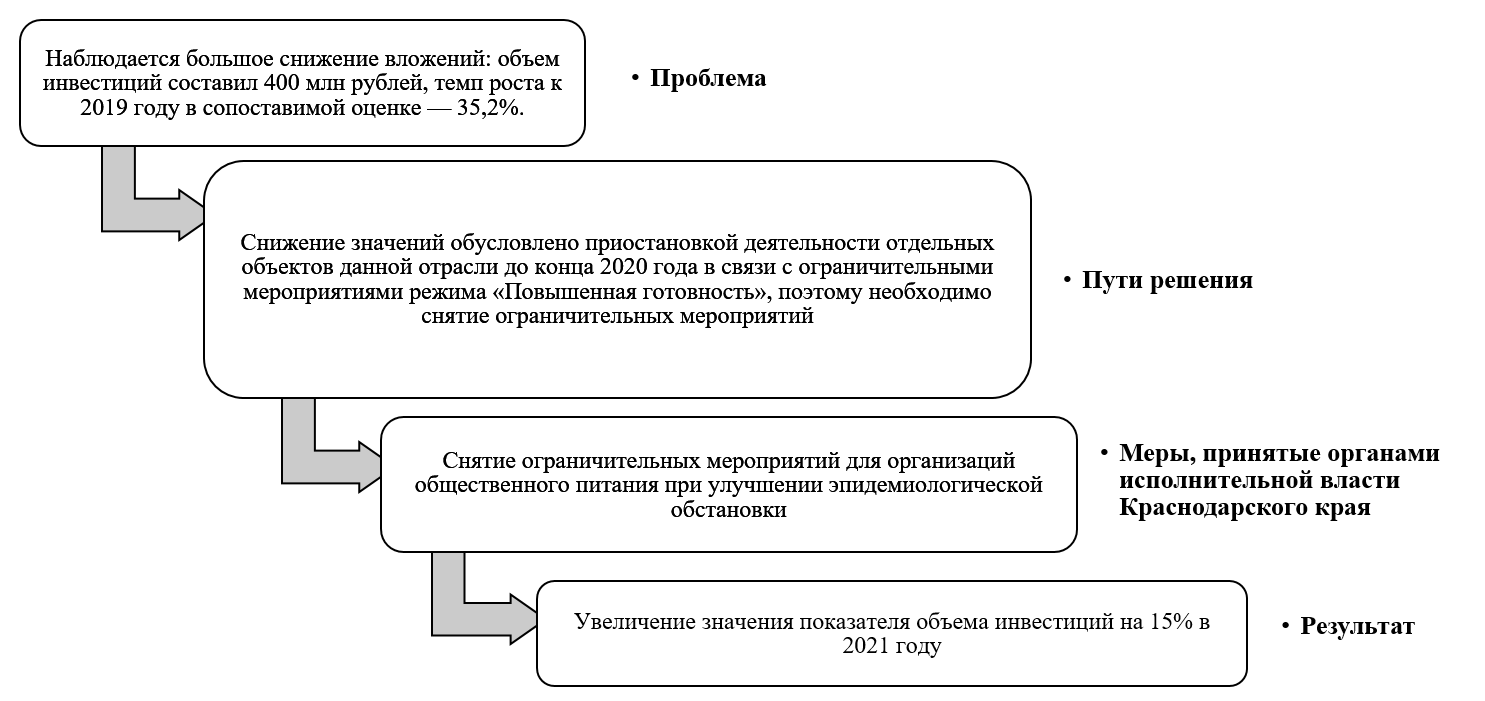 Наблюдается большое снижение вложений: объем
инвестиций составил 400 млн рублей, темп роста к
2019 году в сопоставимой оценке — 35,2%.
• Проблема
Снижение значений обусловлено приостановкой деятельности отдельных
объектов данной отрасли до конца 2020 года в связи с ограничительными
мероприятиями режима «Повышенная готовность», поэтому необходимо
снятие ограничительных мероприятий
• Пути решения
Снятие ограничительных мероприятий для организаций
общественного питания при улучшении эпидемиологической
обстановки
• Меры, принятые органами
исполнительной власти
Краснодарского края
Увеличение значения показателя объема инвестиций на 15% в
2021 году
• Результат